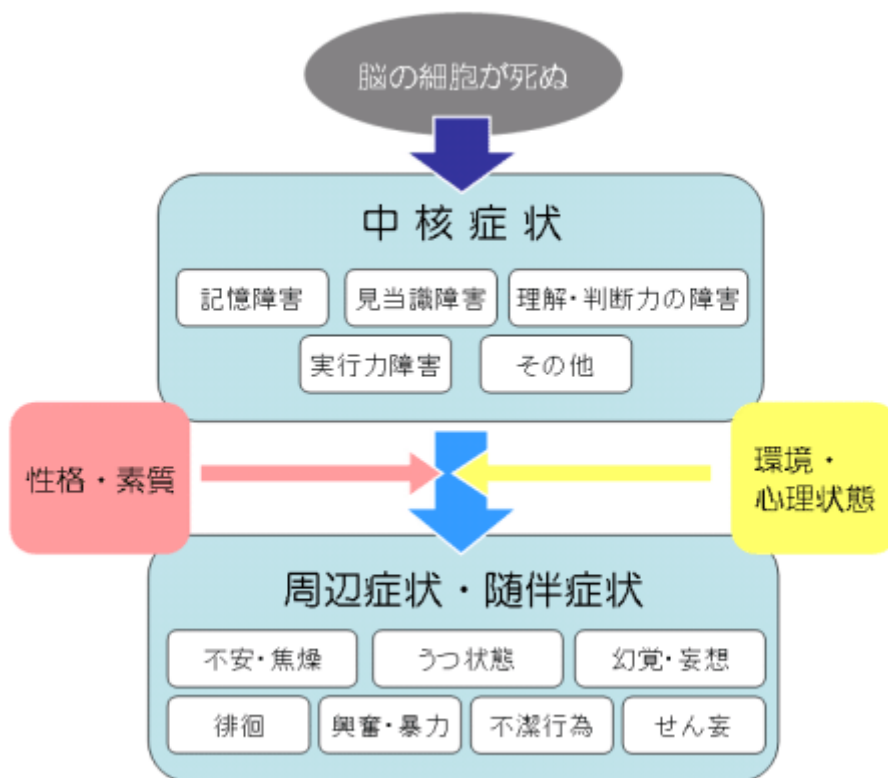 脳の細胞が死ぬ
中核症状
記憶障害
見当識障害
理解・判断力の障害
実行力障害
その他
性格・素質
環境・
心理状態
周辺症状・随伴症状
不安・焦燥
うつ状態
幻覚・妄想
徘徊
興奮・暴力
不潔行為
せん妄